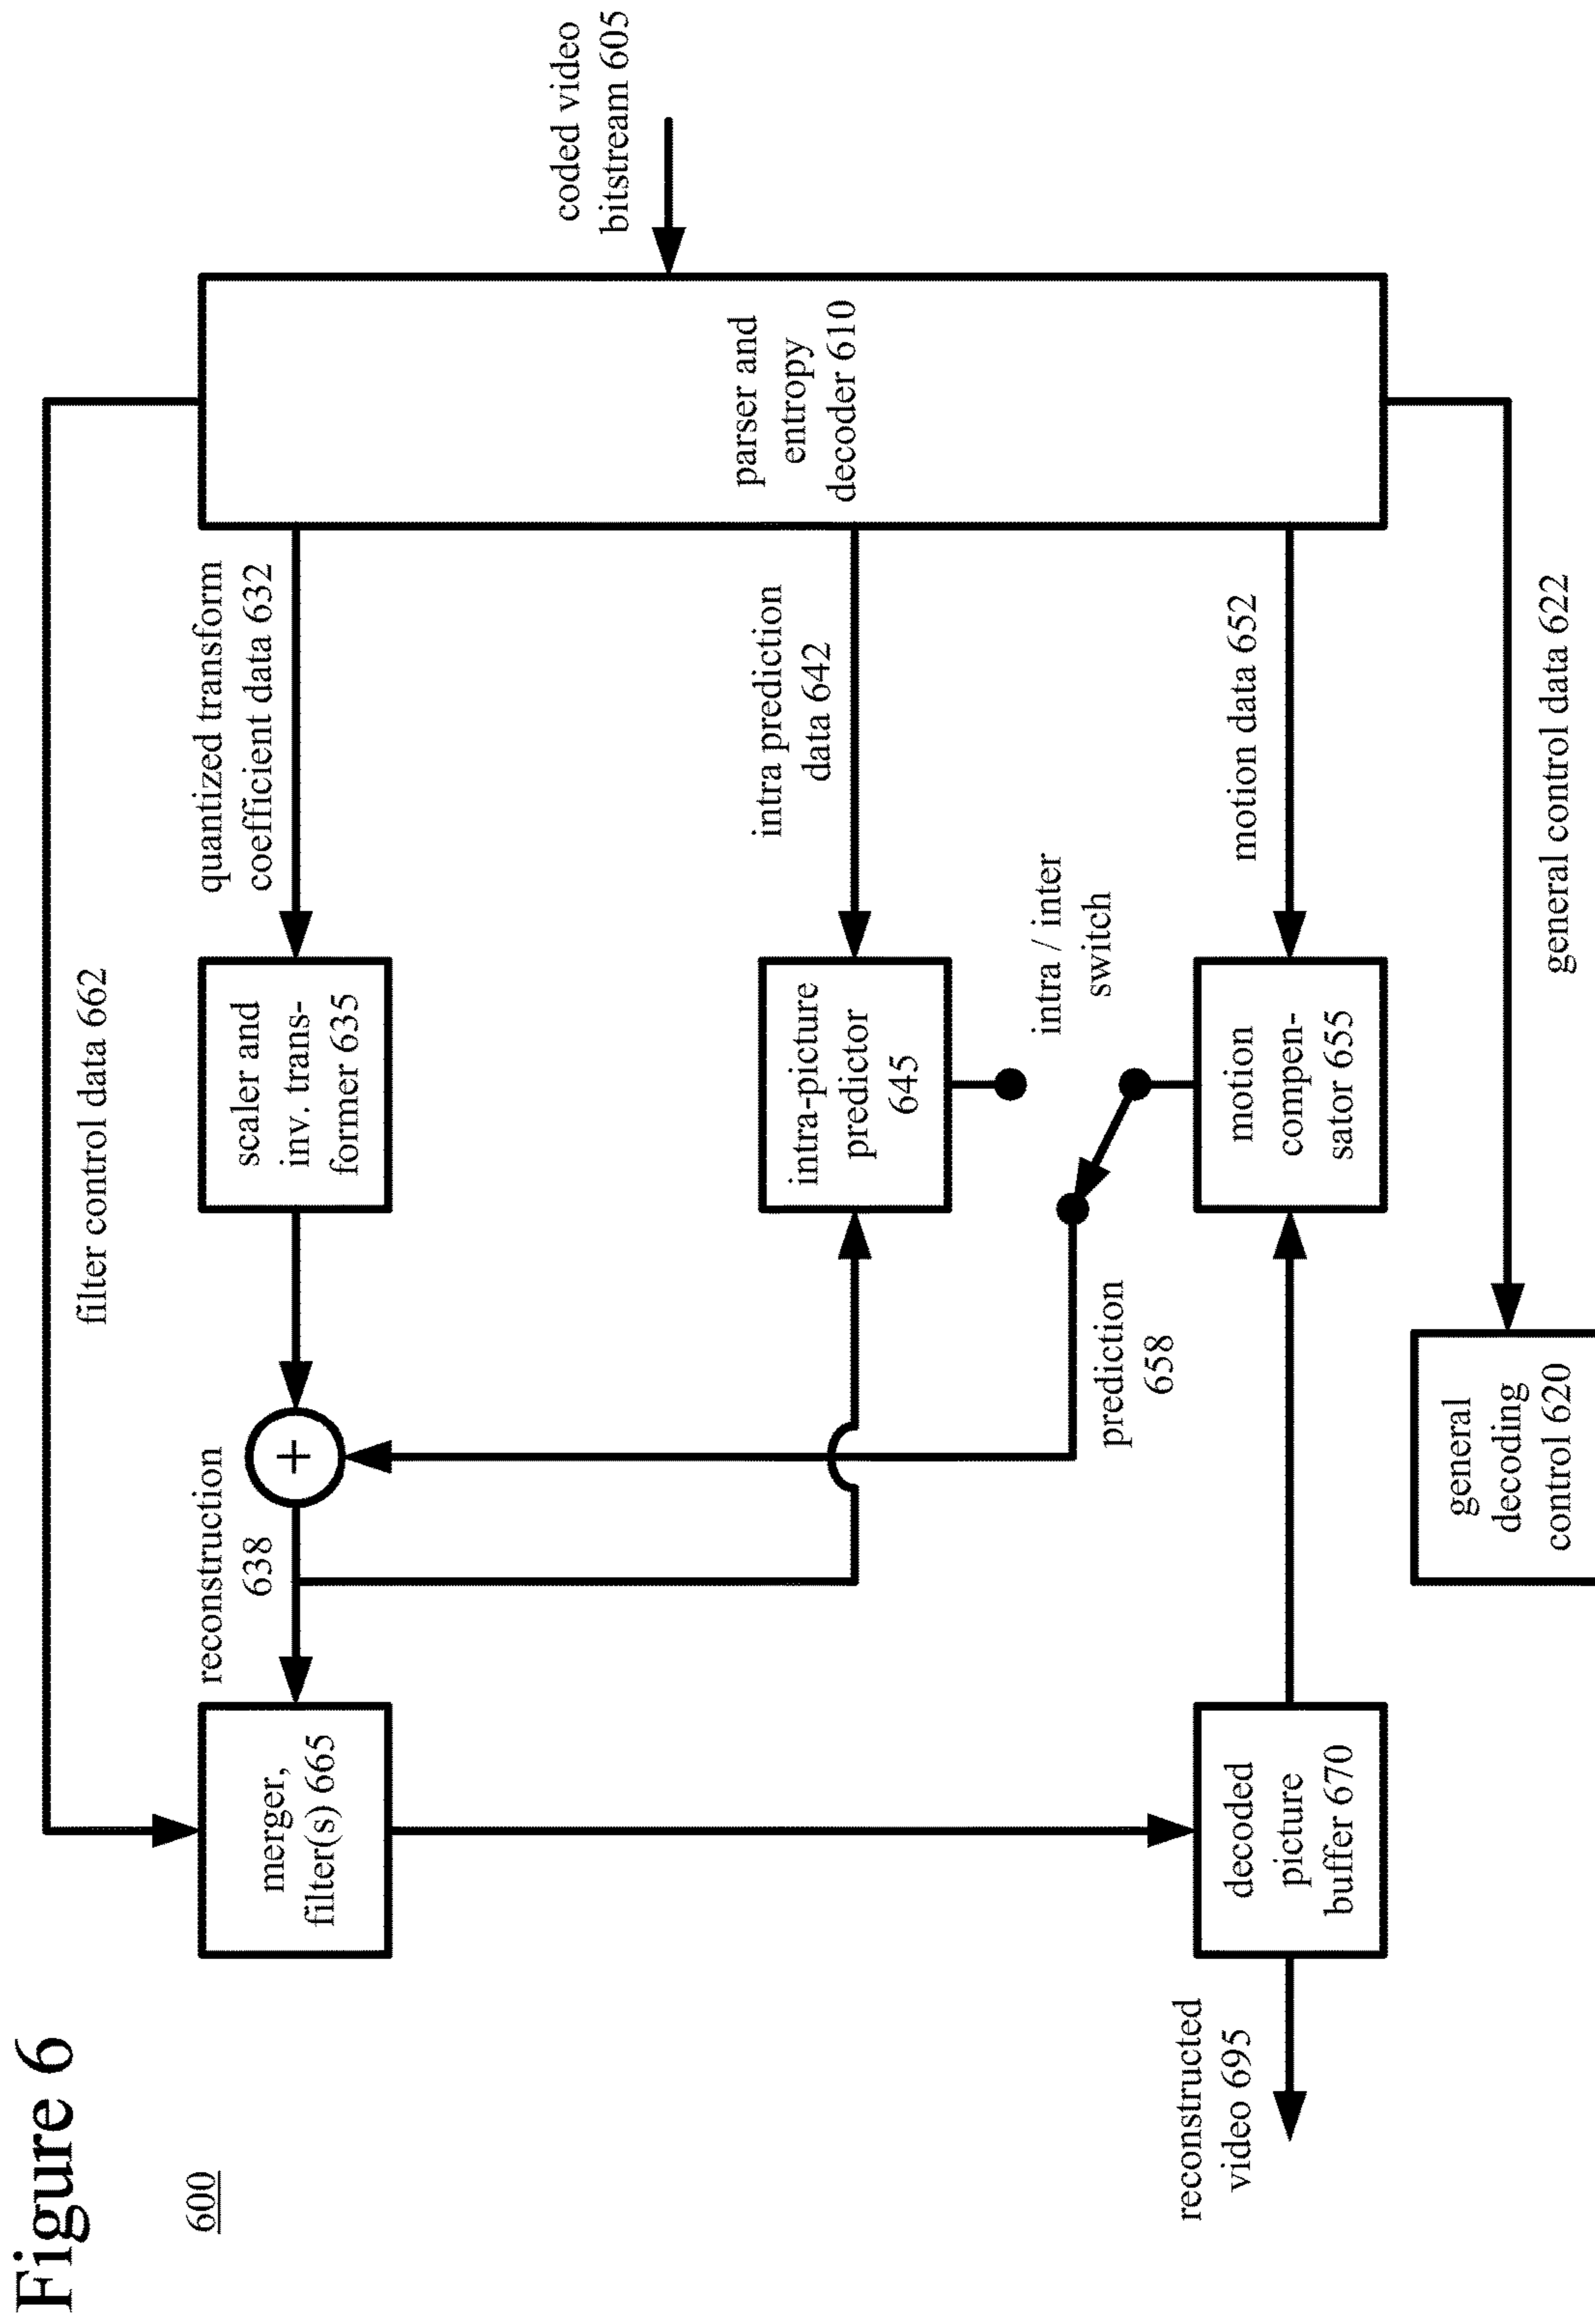 Figure 6
600
coded video
bitstream 605
filter control data 662
parser and
entropy
decoder 610
quantized transform
coefficient data 632
scaler and
inv. trans-
former 635
reconstruction
638
+
merger,
filter(s) 665
intra prediction
data 642
intra-picture
predictor
645
intra / inter
switch
prediction
658
motion data 652
motion
compen-
sator 655
decoded
picture
buffer 670
reconstructed
video 695
general control data 622
general
decoding
control 620